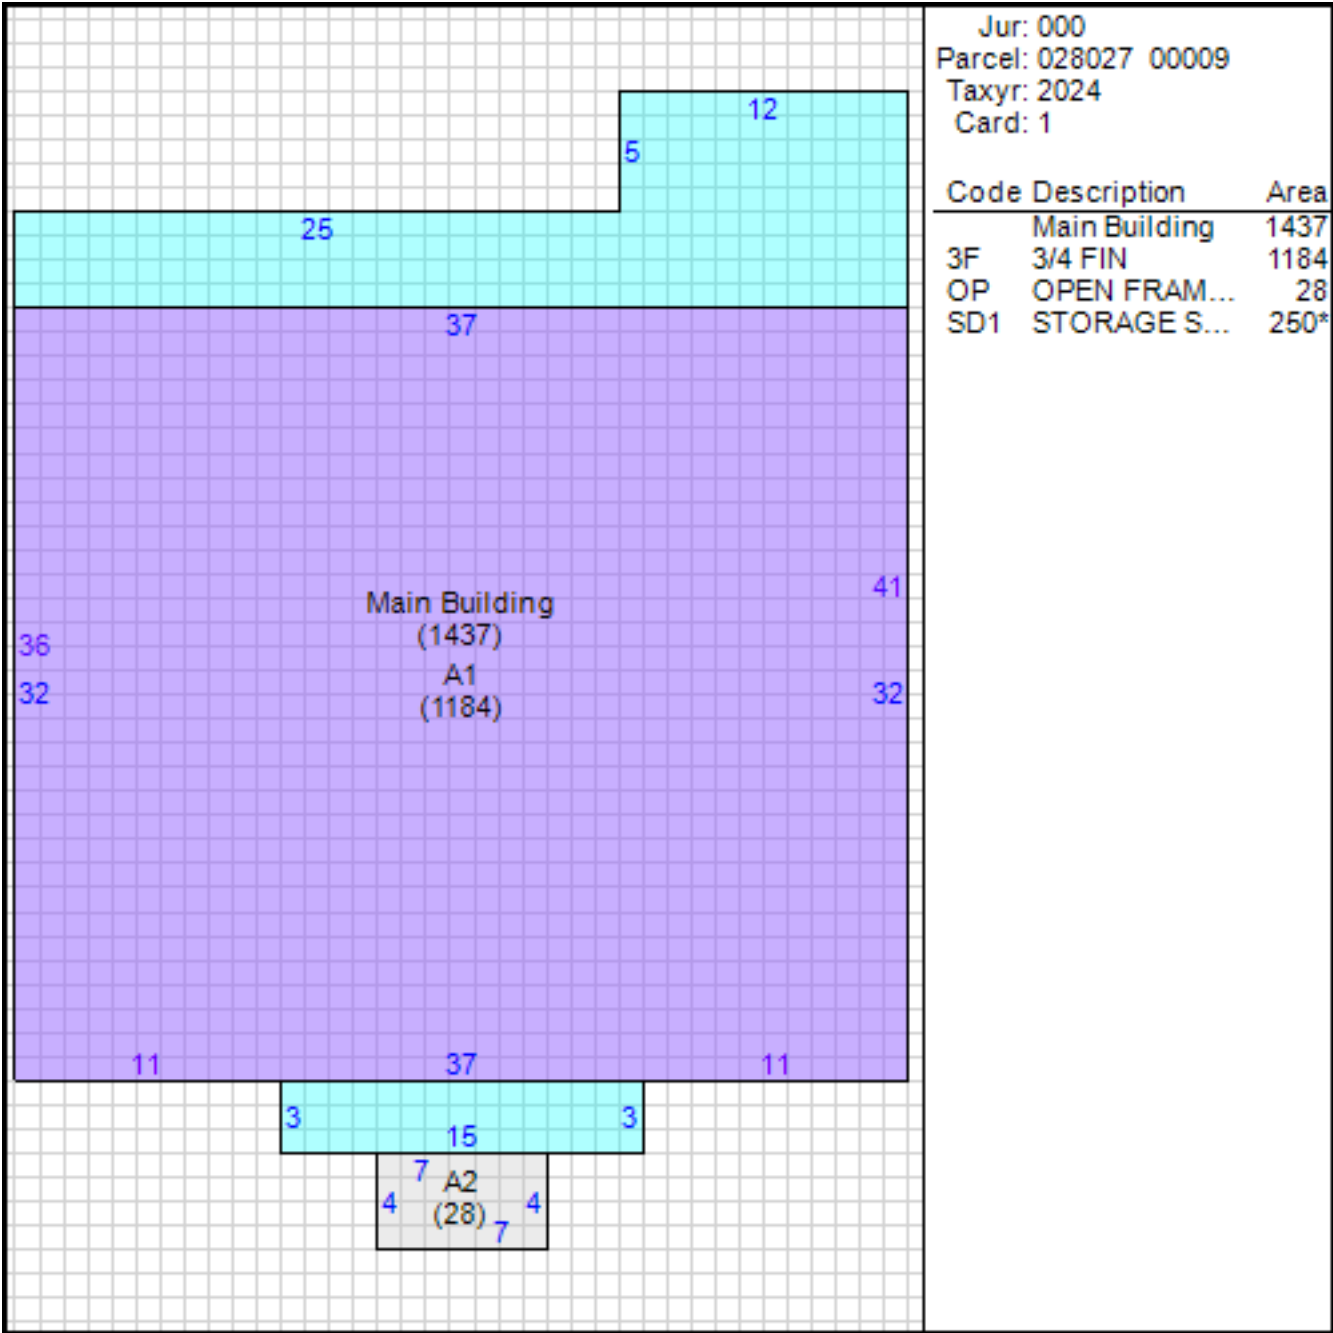 Jur: 000
Parcel: 028027 00009
Taxyr: 2024
Card: 1
Code Description Area
Main Building 1437
3F 3/4 FIN 1184
OP OPEN FRAM... 28
SD1 STORAGE S... 250*
12
5
25
37
41
Main Building
(1437)
36
A1
32 32
(1184)
11 37 11
3 3
15
7
A2
4 4
(28)
7